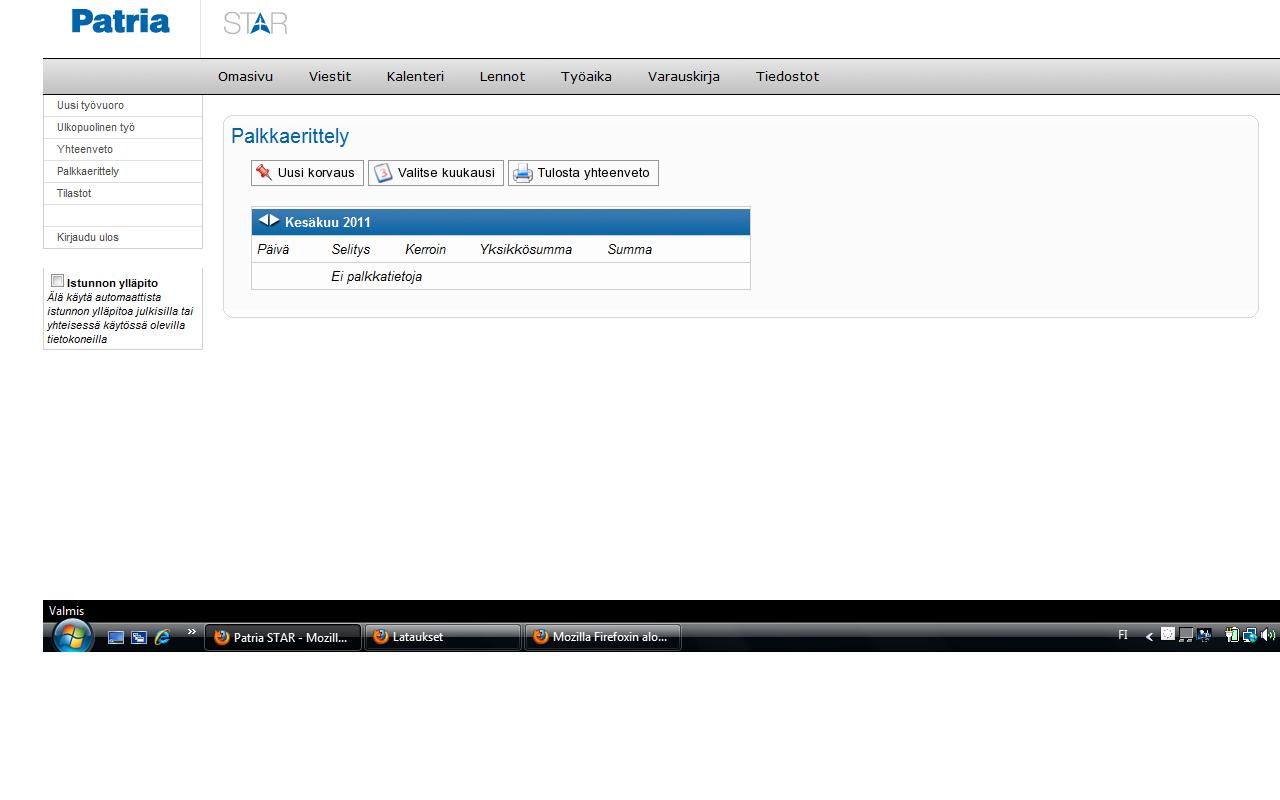 Patria STAR
Omasivu Viestit Kalenteri Lennot Työaika Varauskirja Tiedostot
Uusi työvuoro
Ulkopuolinen työ
Yhteenveto
Palkkaerittely
Tilastot
Kirjaudu ulos
Istunnon ylläpito
Älä käytä automaattista
istunnon ylläpitoa julkisilla tai
yhteisessä käytössä olevilla
tietokoneilla
Palkkaerittely
Uusi korvaus 3 Valitse kuukausi Tulosta yhteenveto
Kesäkuu 2011
Päivä Selitys Kerroin Yksikkösumma Summa
Ei palkkatietoja
Valmis
» Patria STAR - Mozill... Lataukset Mozilla Firefoxin alo... FI <